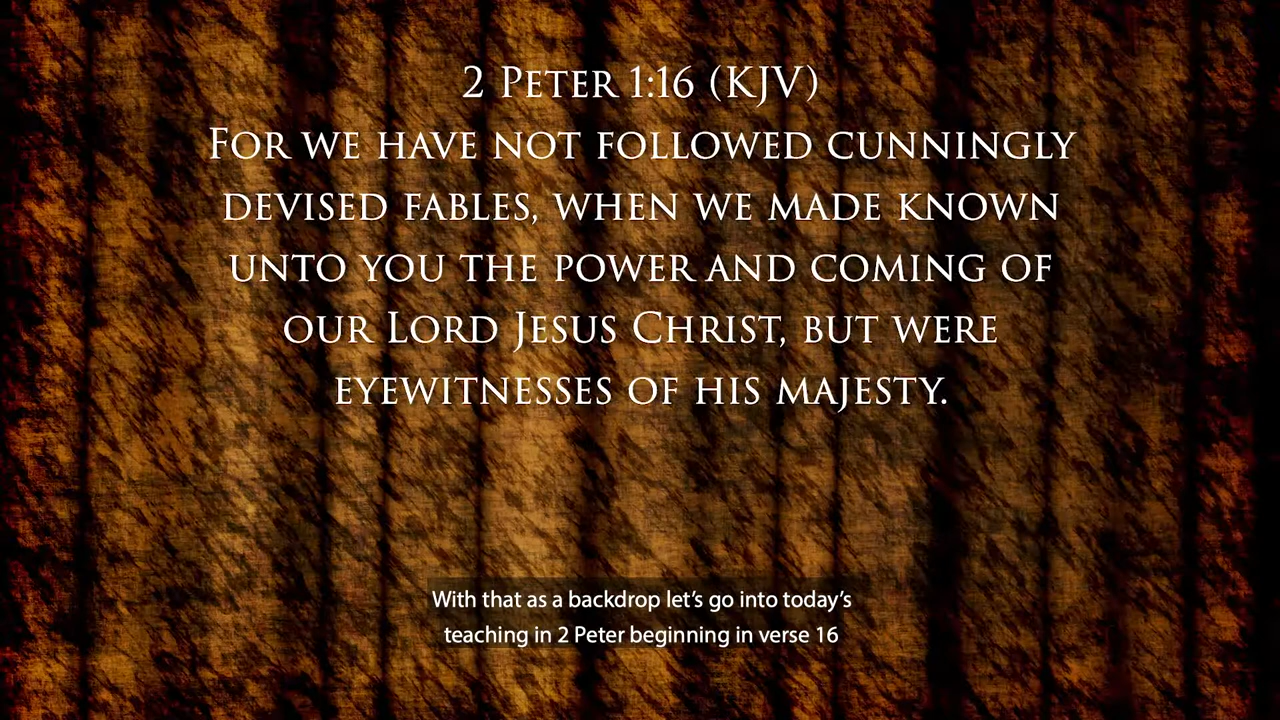 2 Peter 1:16 (KJV)
For we have not followed cunningly
devised fables, when we made known
unto you the power and coming of
our Lord Jesus Christ, but were
eyewitnesses of his majesty.
With that as a backdrop let's go into today's
teaching in 2 Peter beginning in verse 16